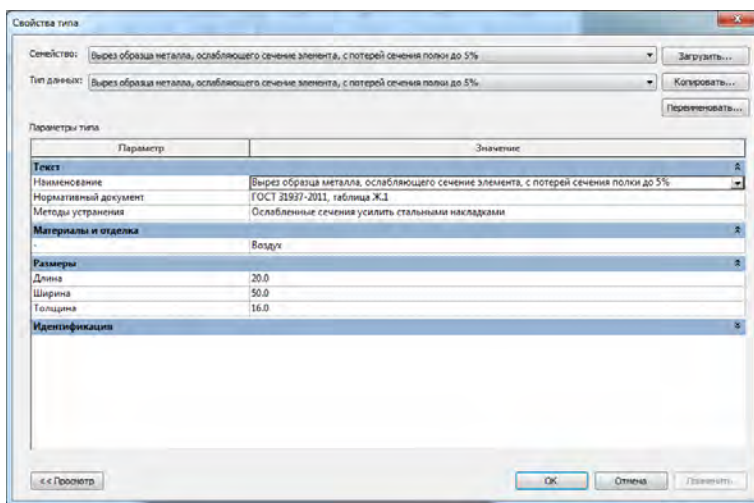 Свойства типа
Семейство: Вырез образца металла, ослабляющего сечение элемента, с потерей сечения полки до 5% Загрузить...
Тип данных: Вырез образца металла, ослабляющего сечение элемента, с потерей сечения полки до 5% Копировать...
Переименовать...
Параметры типа
Параметр Значение
Текст
Наименование Вырез образца металла, ослабляющего сечение элемента, с потерей сечения полки до 5%
Нормативный документ ГОСТ 31937-2011, таблица Ж.1
Методы устранения Ослабленные сечения усилить стальными накладками
Материалы и отделка
- Воздух
Размеры
Длина 20.0
Ширина 50.0
Толщина 16.0
Идентификация
<< Просмотр OK Отмена Применить